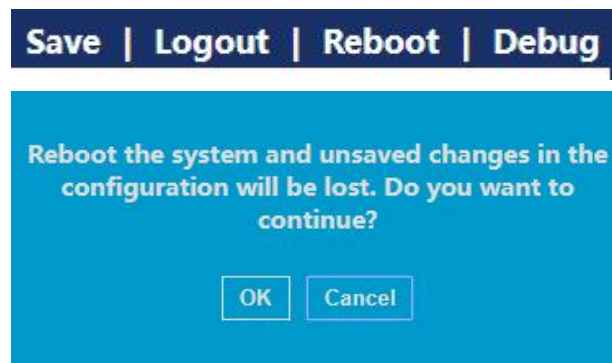 Save | Logout | Reboot | Debug
Reboot the system and unsaved changes in the
configuration will be lost. Do you want to
continue?
OK Cancel